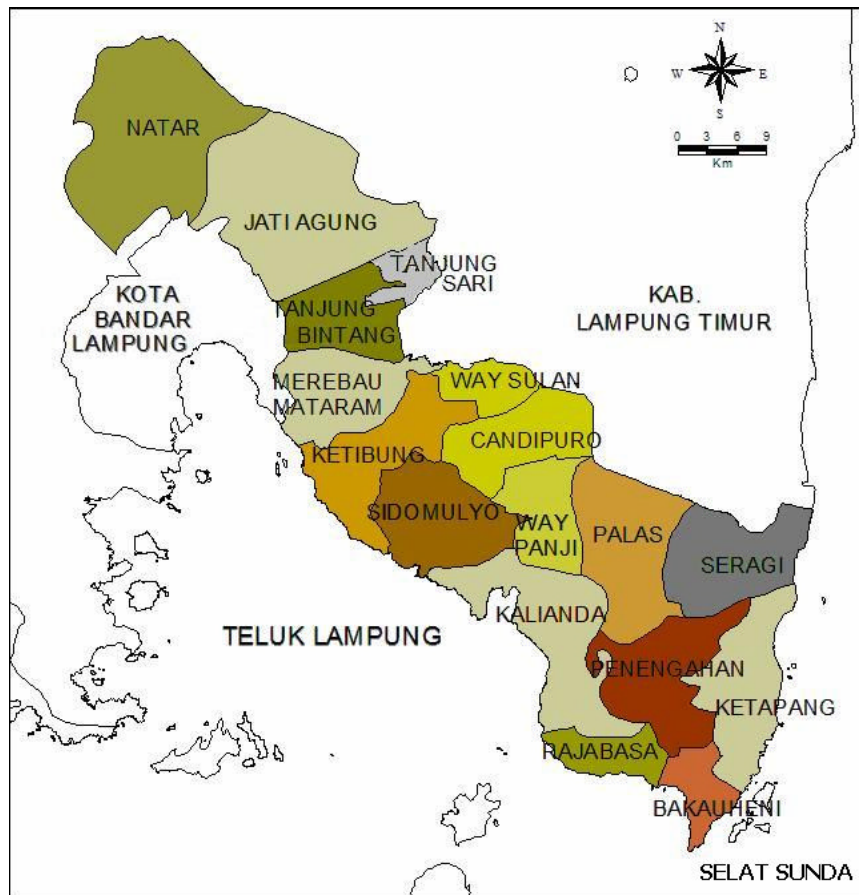 N
W
E
S
0 3 6 9
Km
NATAR
JATI AGUNG
TANJUNG
SARI
KOTA
BANDAR
LAMPUNG
TANJUNG
BINTANG
KAB.
LAMPUNG TIMUR
MEREBAU
MATARAM
WAY SULAN
KETIBUNG
CANDIPURO
SIDOMULYO
WAY
PANJI
PALAS
SERAGI
KALIANDA
TELUK LAMPUNG
PENENGAHAN
KETAPANG
RAJABASA
BAKAUHENI
SELAT SUNDA